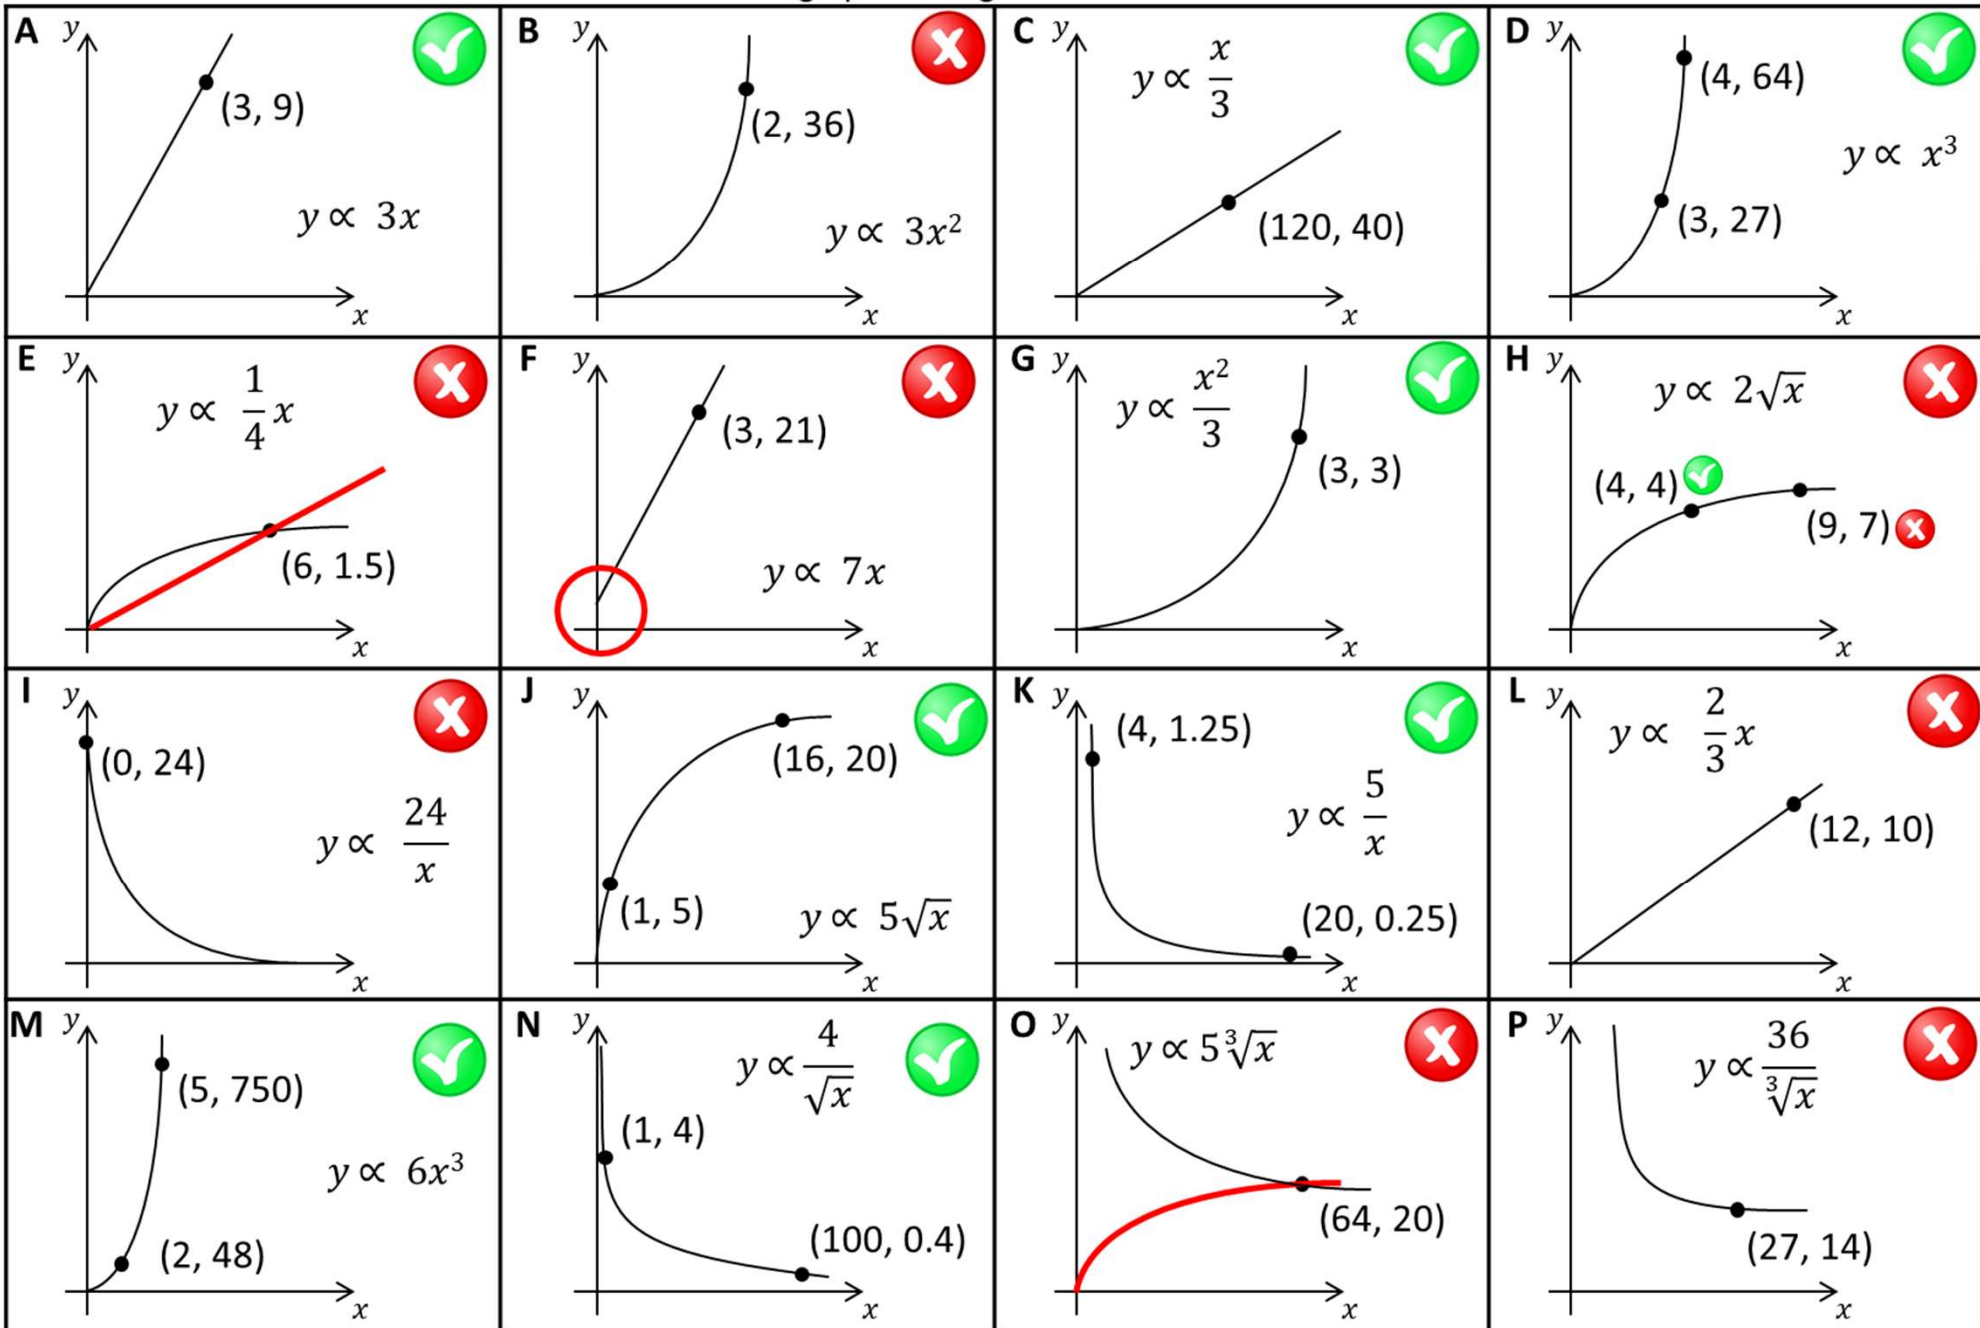 A
y
(3, 9)
y ∝ 3x
x
B
y
(2, 36)
y ∝ 3x²
x
C
y
y ∝ x/3
(120, 40)
x
D
y
(4, 64)
y ∝ x³
(3, 27)
x
E
y
y ∝ 1/4 x
(6, 1.5)
x
F
y
(3, 21)
y ∝ 7x
x
G
y
y ∝ x²/3
(3, 3)
x
H
y
y ∝ 2√x
(4, 4)
(9, 7)
x
I
y
(0, 24)
y ∝ 24/x
x
J
y
(16, 20)
(1, 5)
y ∝ 5√x
x
K
y
(4, 1.25)
y ∝ 5/x
(20, 0.25)
x
L
y
y ∝ 2/3 x
(12, 10)
x
M
y
(5, 750)
y ∝ 6x³
(2, 48)
x
N
y
y ∝ 4/√x
(1, 4)
(100, 0.4)
x
O
y
y ∝ 5∛x
(64, 20)
x
P
y
y ∝ 36/∛x
(27, 14)
x